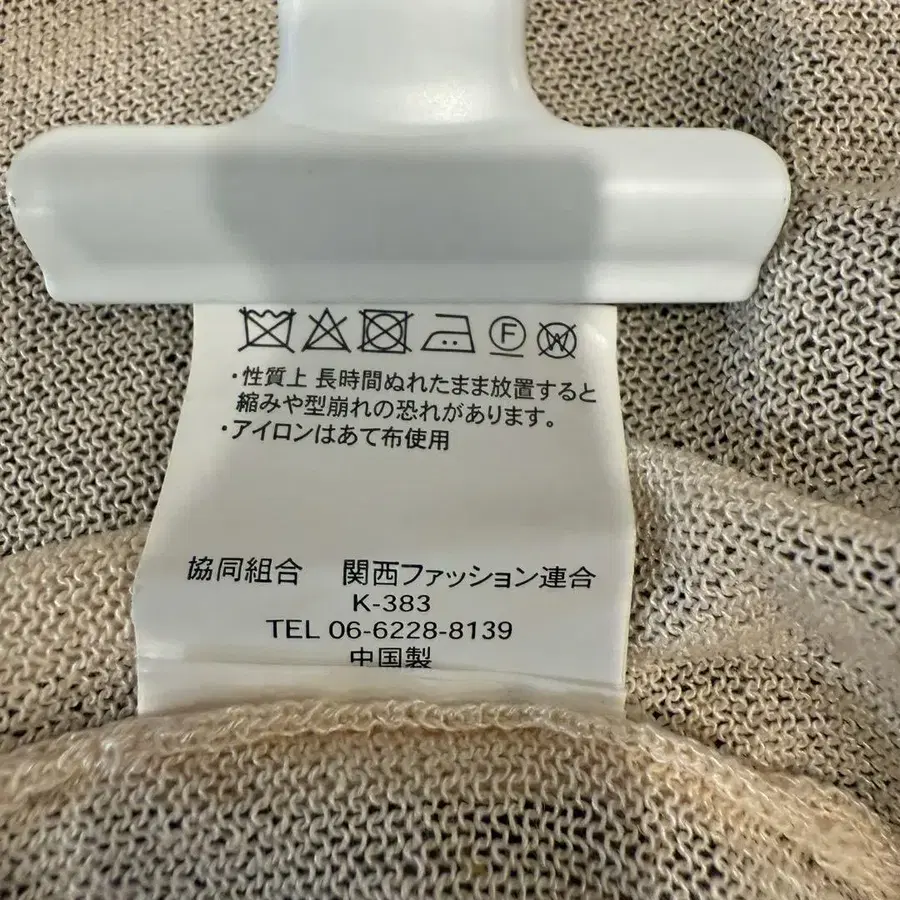 F W
・性質上 長時間ぬれたまま放置すると
縮みや型崩れの恐れがあります。
・アイロンはあて布使用
協同組合 関西ファッション連合
K-383
TEL 06-6228-8139
中国製